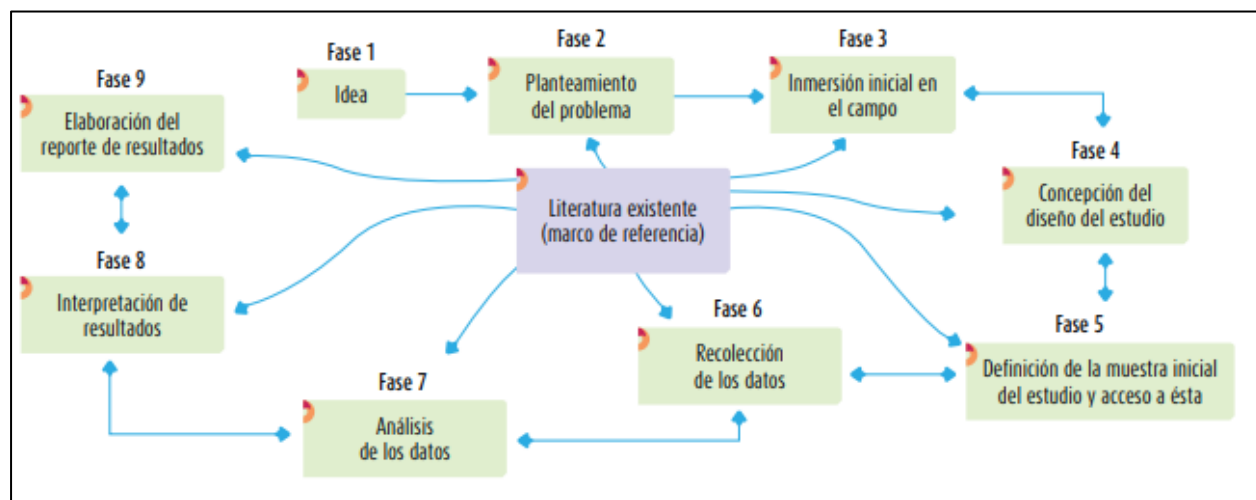 Fase 1
Idea
Fase 2
Planteamiento
del problema
Fase 3
Inmersión inicial en
el campo
Fase 4
Concepción del
diseño del estudio
Fase 5
Definición de la muestra inicial
del estudio y acceso a ésta
Fase 6
Recolección
de los datos
Fase 7
Análisis
de los datos
Fase 8
Interpretación de
resultados
Fase 9
Elaboración del
reporte de resultados
Literatura existente
(marco de referencia)